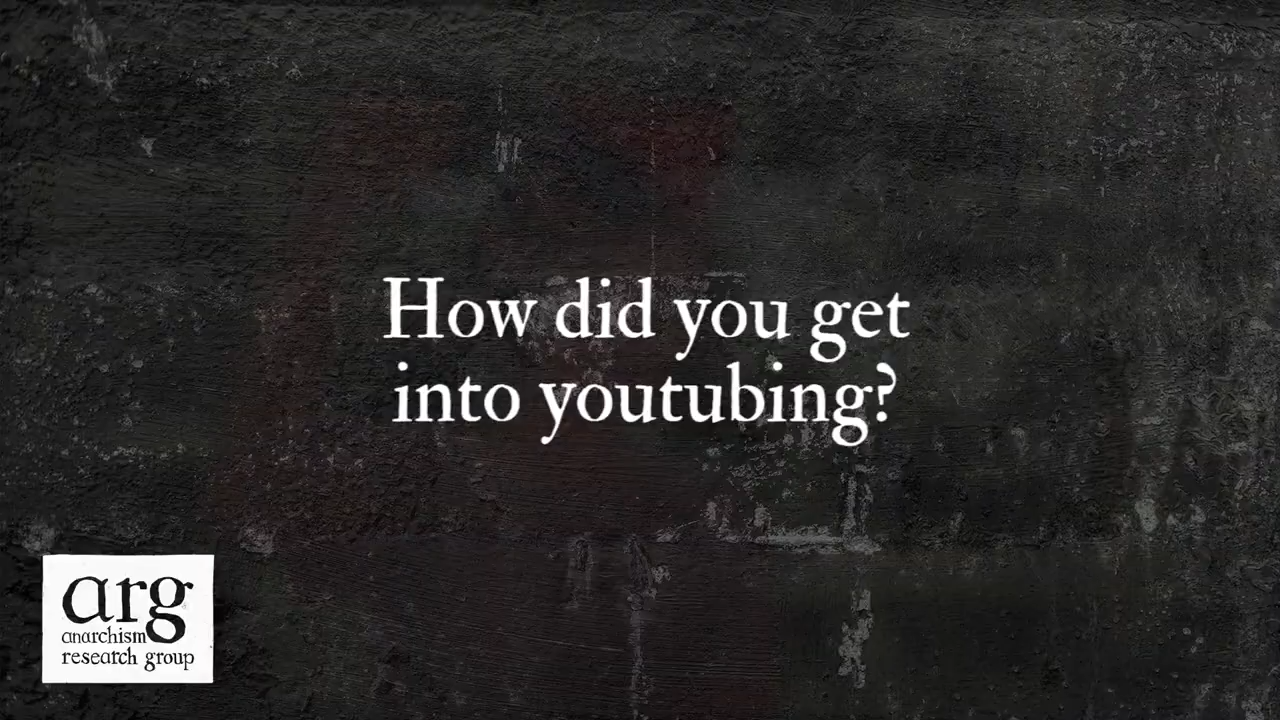 How did you get
into youtubing?
arg
anarchism
research group